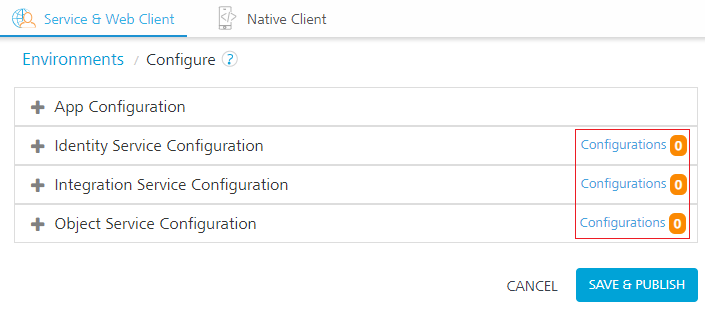 Service & Web Client Native Client
Environments / Configure ?
App Configuration
Identity Service Configuration Configurations 0
Integration Service Configuration Configurations 0
Object Service Configuration Configurations 0
CANCEL SAVE & PUBLISH